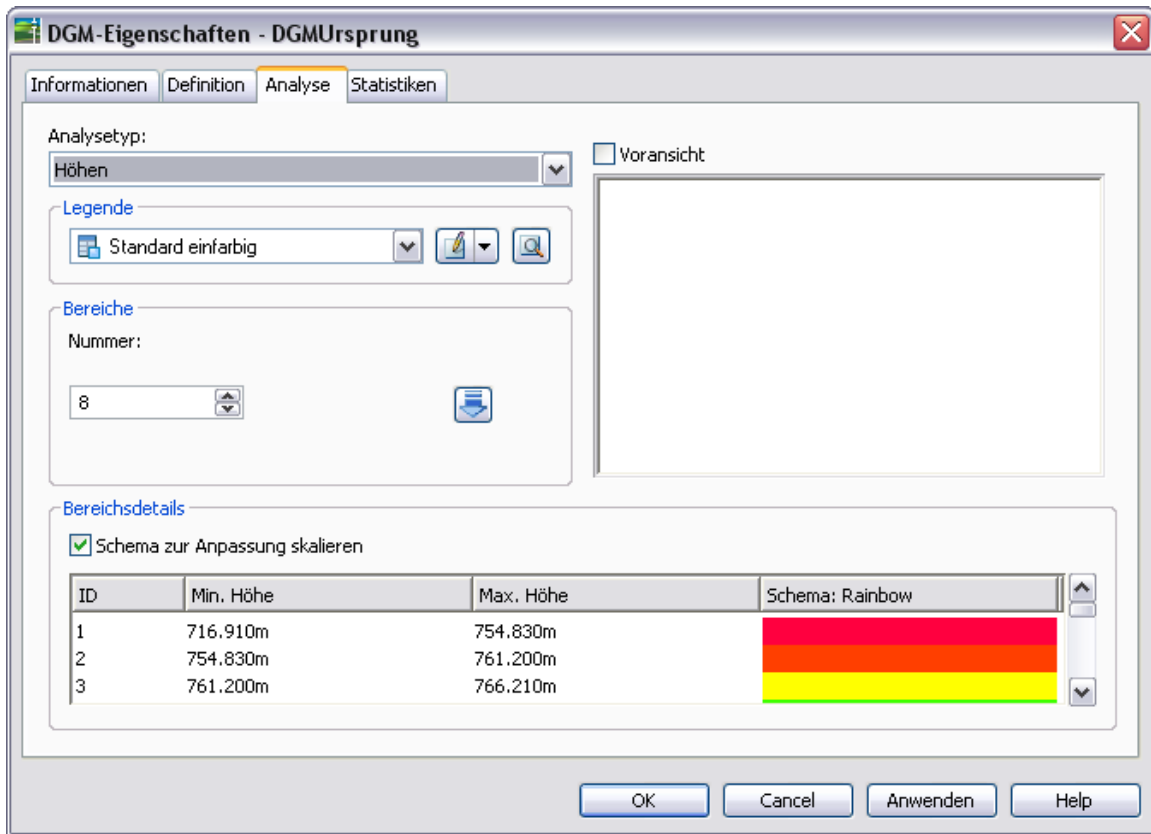 DGM-Eigenschaften - DGMUrsprung
Informationen Definition Analyse Statistiken
Analysetyp:
Höhen
Voransicht
Legende
Standard einfarbig
Bereiche
Nummer:
8
Bereichsdetails
Schema zur Anpassung skalieren
ID Min. Höhe Max. Höhe Schema: Rainbow
1 716.910m 754.830m
2 754.830m 761.200m
3 761.200m 766.210m
OK Cancel Anwenden Help